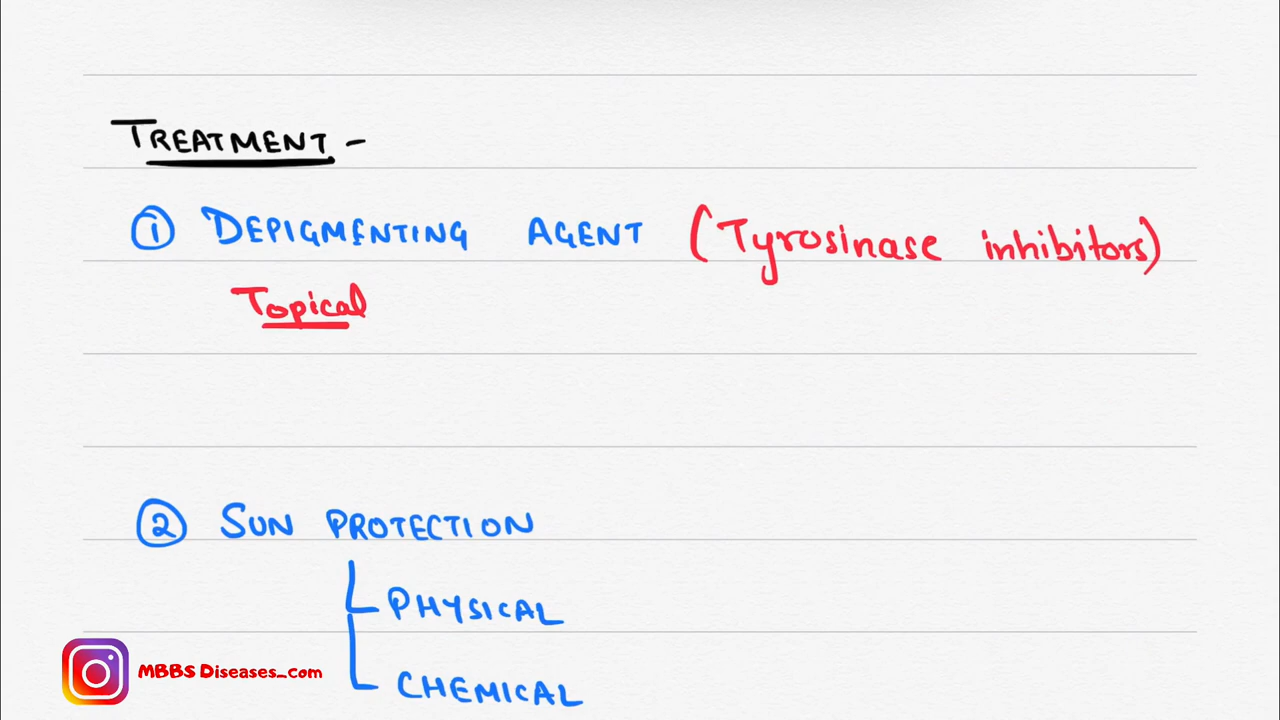 TREATMENT -
① DEPIGMENTING AGENT (Tyrosinase inhibitors)
Topical
② SUN PROTECTION
PHYSICAL
CHEMICAL
MBBS Diseases_com